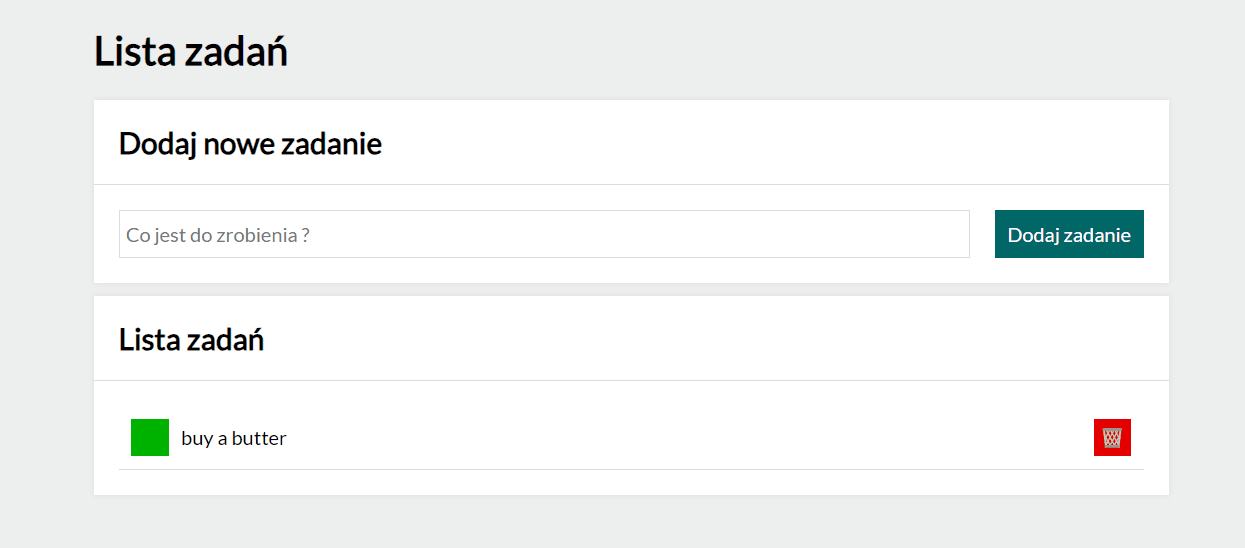 Lista zadań
Dodaj nowe zadanie
Co jest do zrobienia ?
Dodaj zadanie
Lista zadań
buy a butter